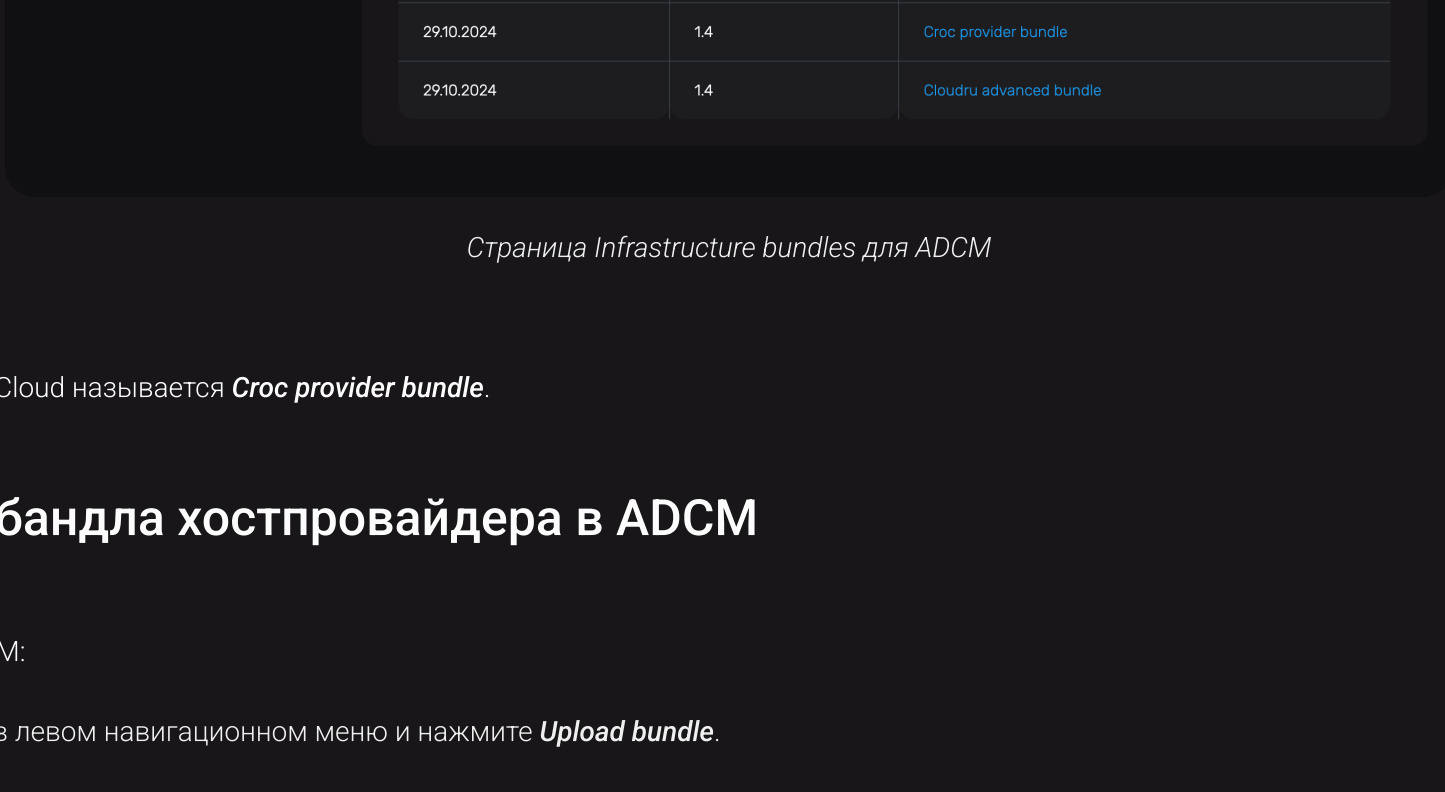 29.10.2024 1.4 Croc provider bundle
29.10.2024 1.4 Cloudru advanced bundle
Страница Infrastructure bundles для ADCM
Cloud называется Croc provider bundle.
бандла хостпровайдера в ADCM
М:
в левом навигационном меню и нажмите Upload bundle.